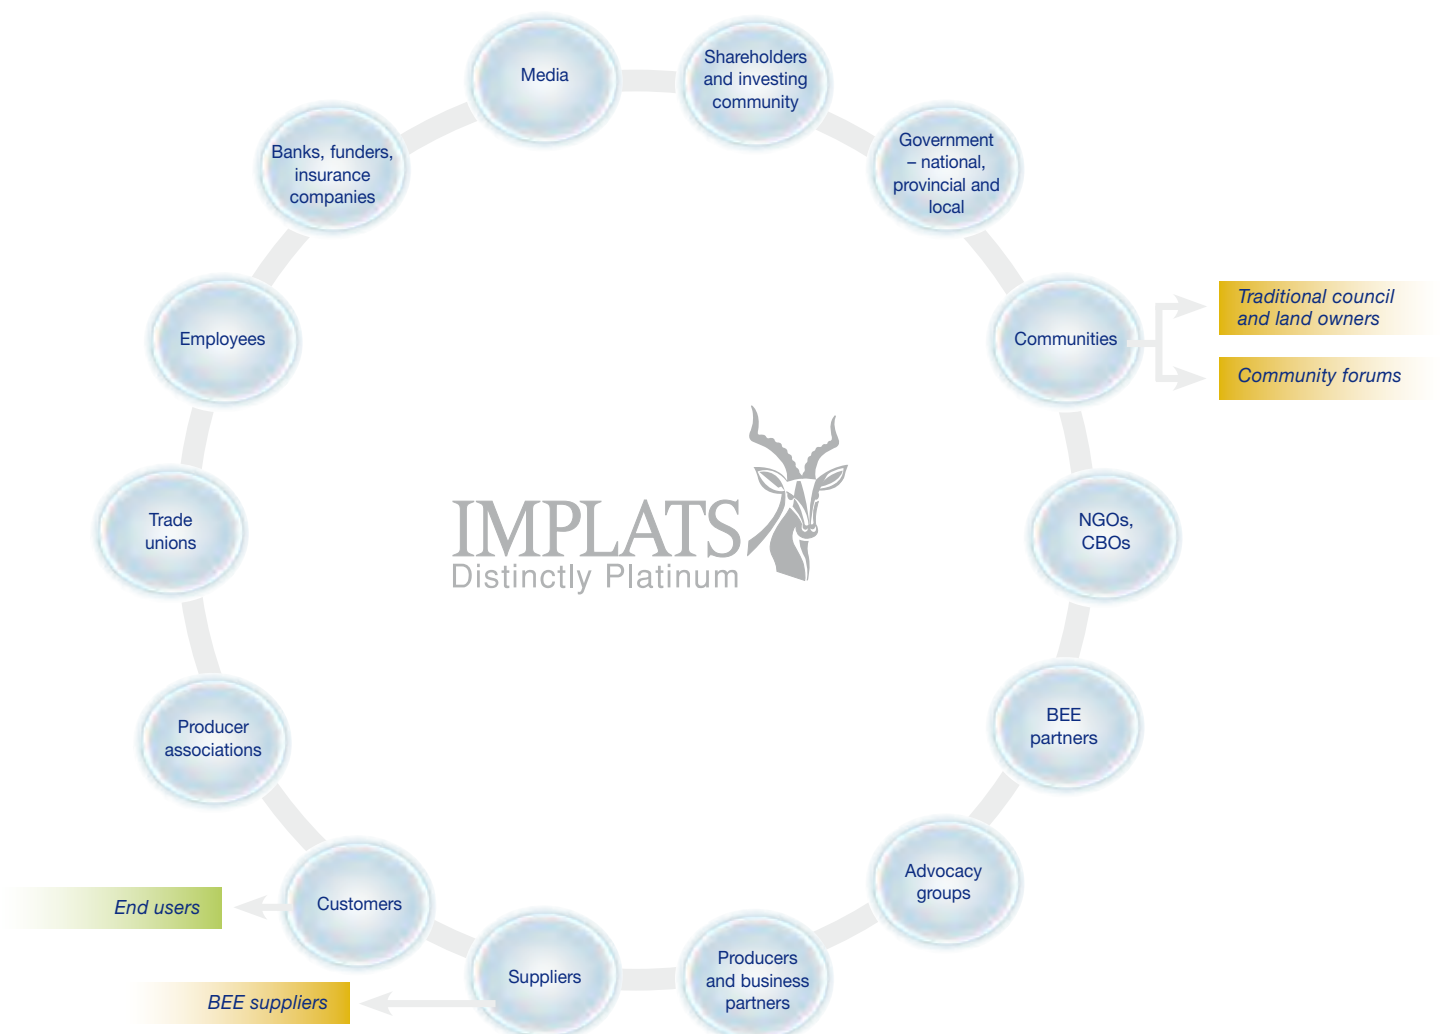 Media
Shareholders
and investing
community
Government
– national,
provincial and
local
Communities
Traditional council
and land owners
Community forums
NGOs,
CBOs
BEE
partners
Advocacy
groups
Producers
and business
partners
Suppliers
BEE suppliers
Customers
End users
Producer
associations
Trade
unions
Employees
Banks, funders,
insurance
companies
IMPLATS
Distinctly Platinum